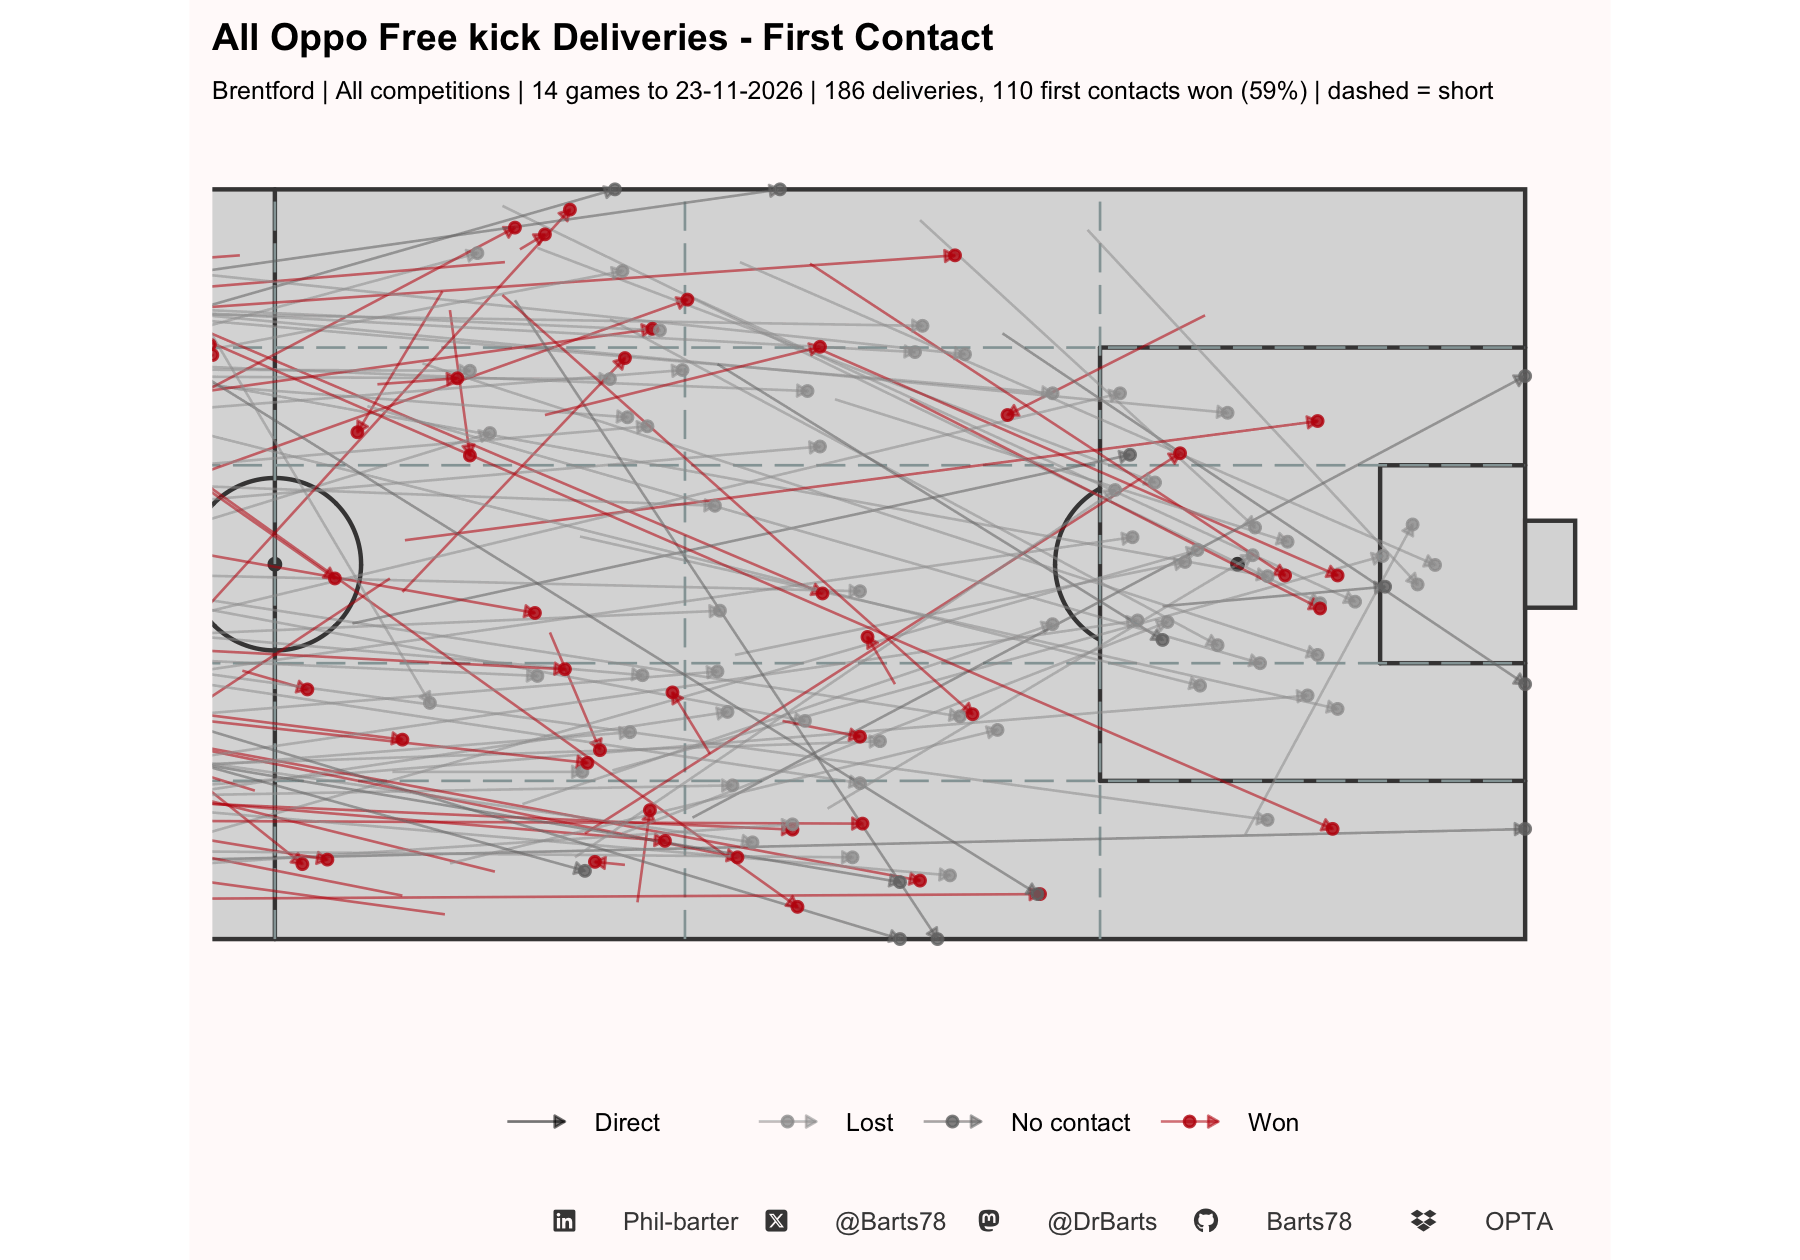 All Oppo Free kick Deliveries - First Contact
Brentford | All competitions | 14 games to 23-11-2026 | 186 deliveries, 110 first contacts won (59%) | dashed = short
Direct Lost No contact Won
Phil-barter @Barts78 @DrBarts Barts78 OPTA